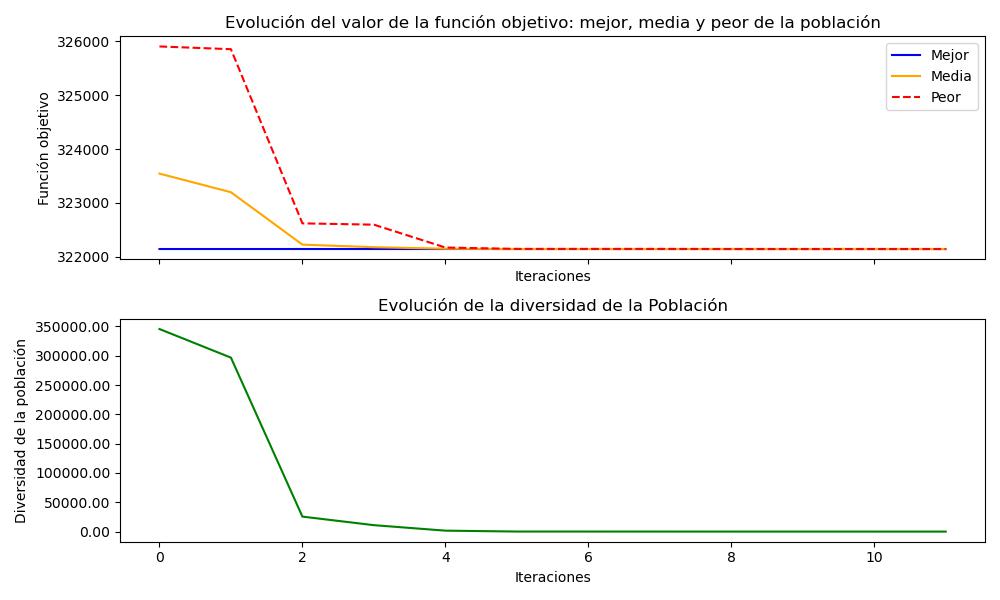 Evolución del valor de la función objetivo: mejor, media y peor de la población
Función objetivo
326000
325000
324000
323000
322000
Mejor
Media
Peor
Iteraciones
Evolución de la diversidad de la Población
Diversidad de la población
350000.00
300000.00
250000.00
200000.00
150000.00
100000.00
50000.00
0.00
0 2 4 6 8 10
Iteraciones